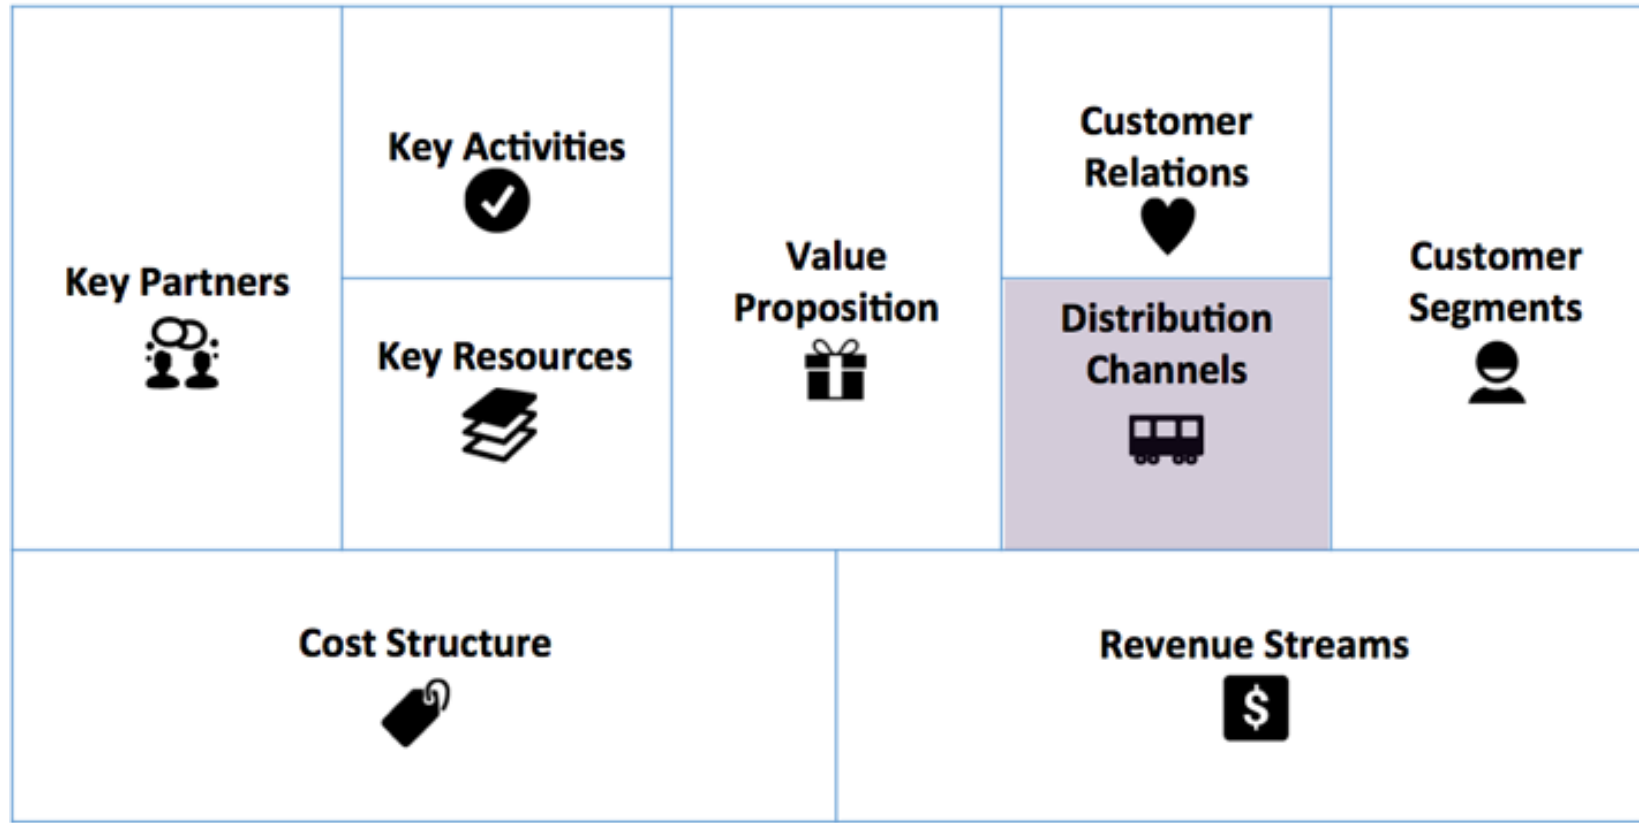 Key Partners
Key Activities
Key Resources
Value
Proposition
Customer
Relations
Distribution
Channels
Customer
Segments
Cost Structure
Revenue Streams
$